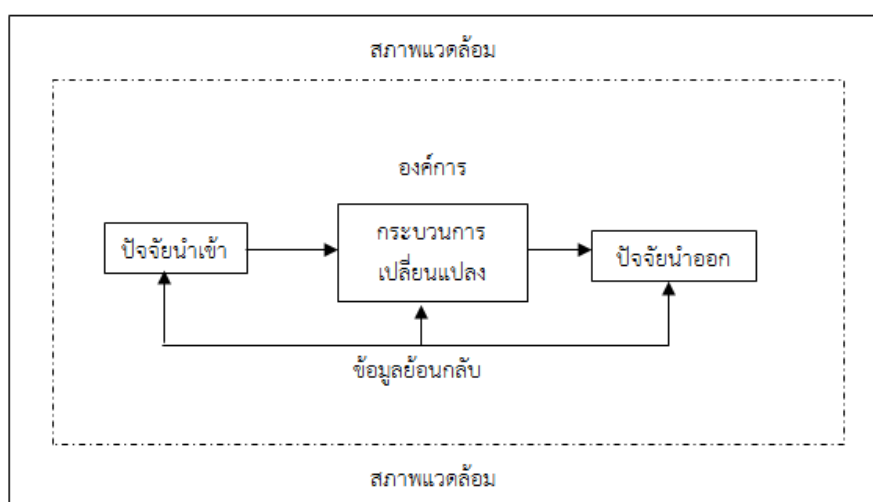 สภาพแวดล้อม
องค์การ
ปัจจัยนำเข้า
กระบวนการ
เปลี่ยนแปลง
ปัจจัยนำออก
ข้อมูลย้อนกลับ
สภาพแวดล้อม